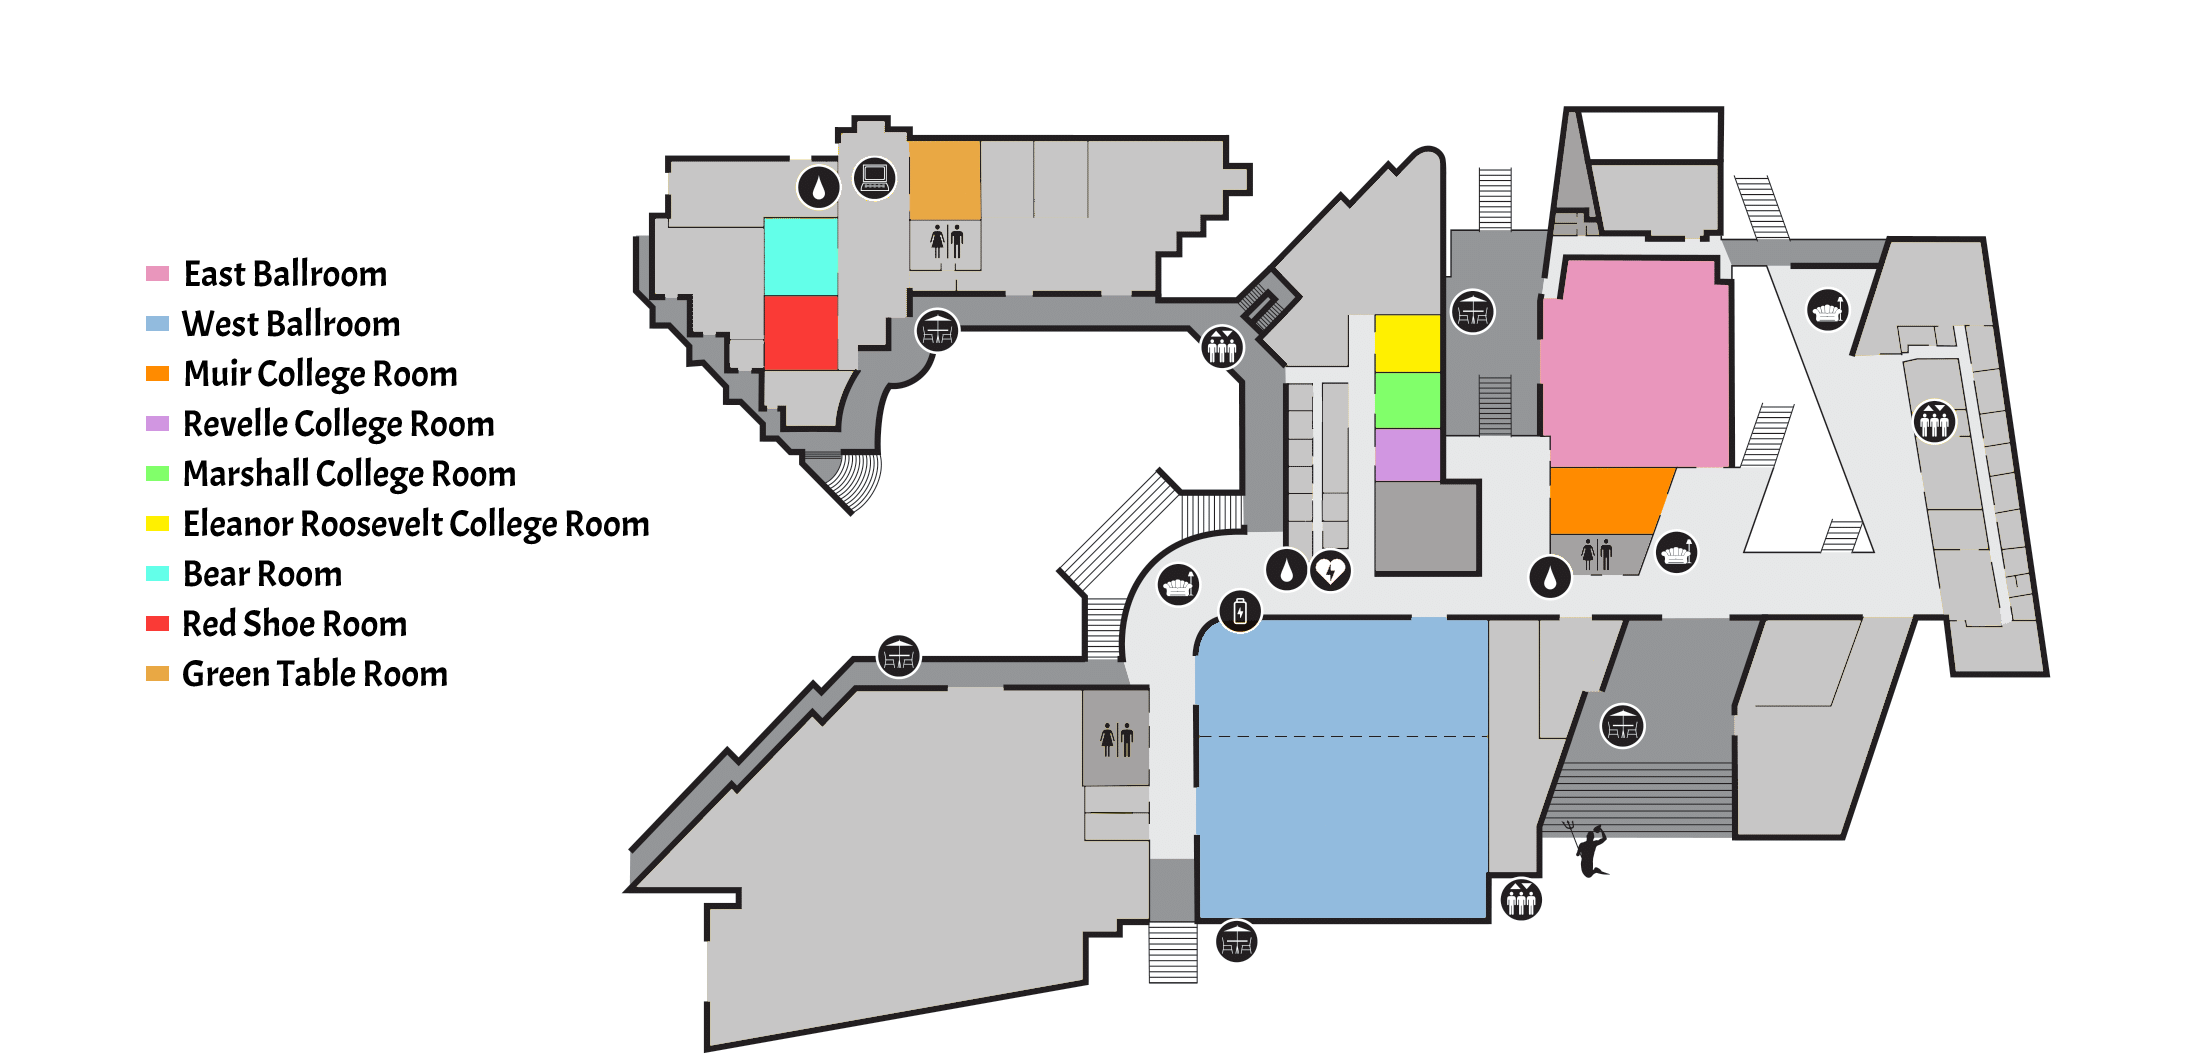 East Ballroom
West Ballroom
Muir College Room
Revelle College Room
Marshall College Room
Eleanor Roosevelt College Room
Bear Room
Red Shoe Room
Green Table Room